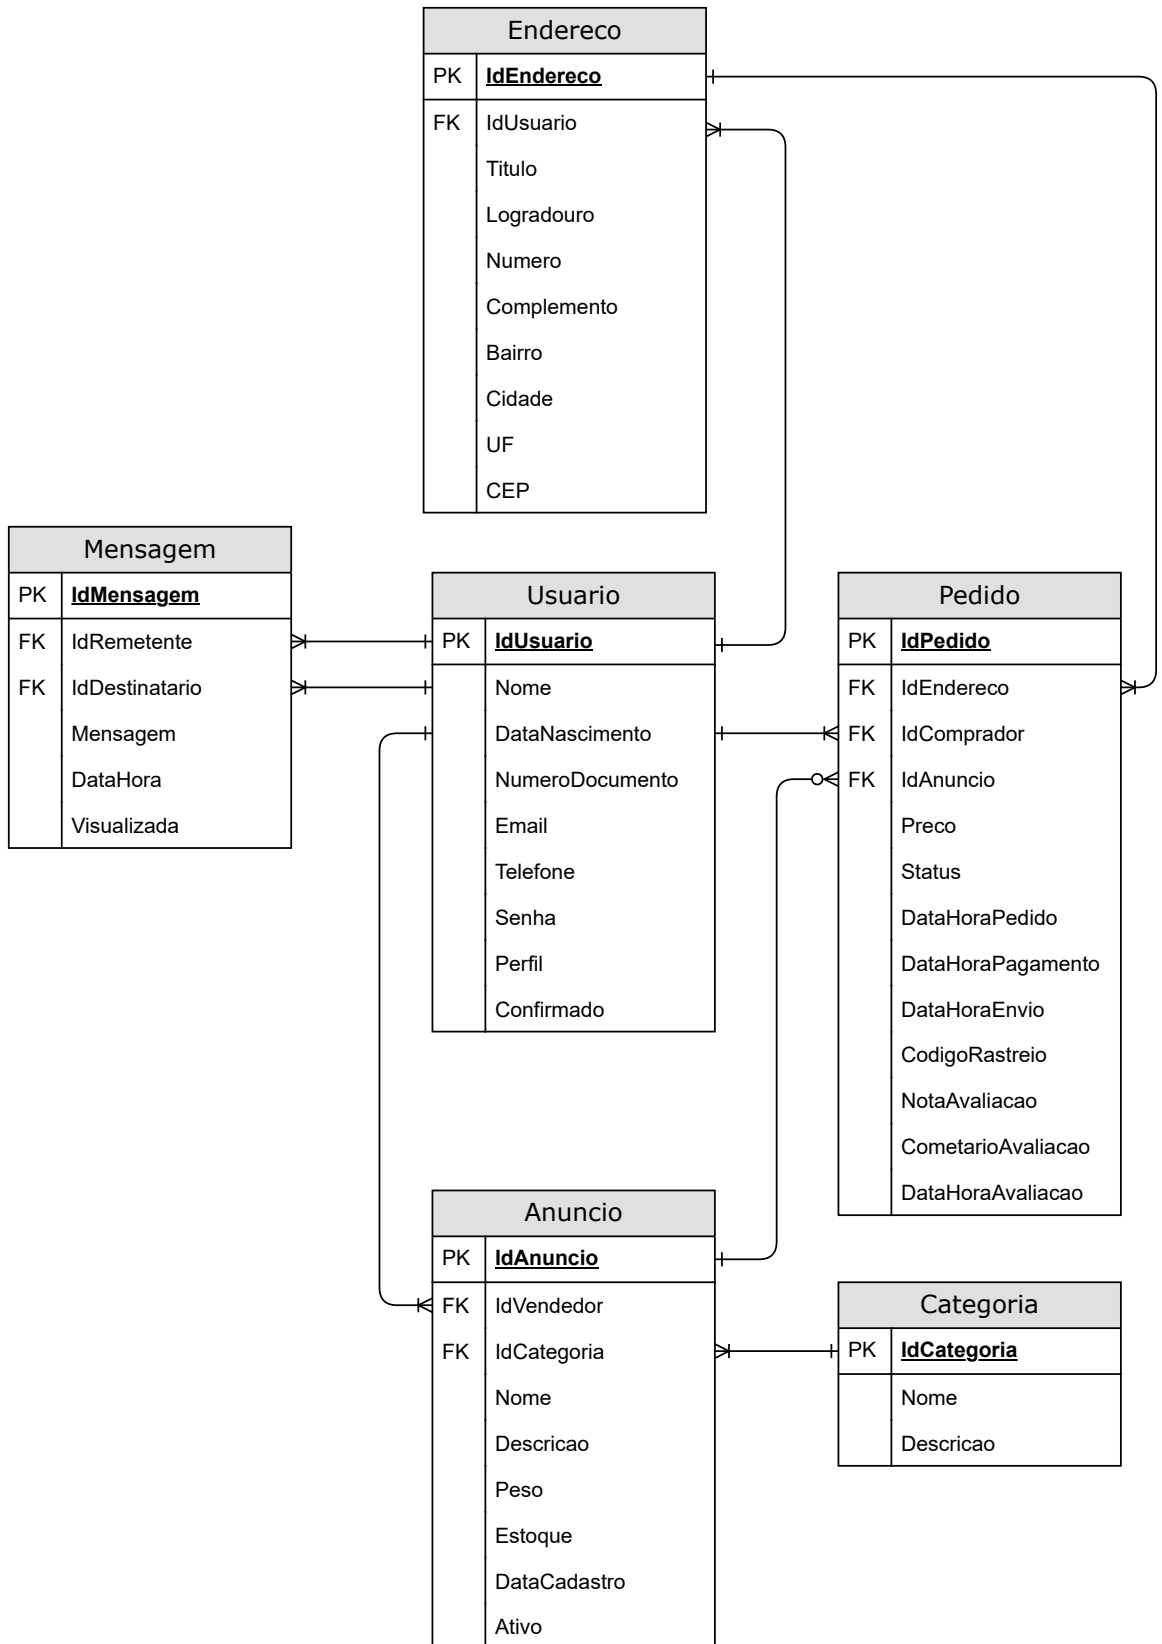 Endereco
PK IdEndereco
FK IdUsuario
Titulo
Logradouro
Numero
Complemento
Bairro
Cidade
UF
CEP
Mensagem
PK IdMensagem
FK IdRemetente
FK IdDestinatario
Mensagem
DataHora
Visualizada
Usuario
PK IdUsuario
Nome
DataNascimento
NumeroDocumento
Email
Telefone
Senha
Perfil
Confirmado
Pedido
PK IdPedido
FK IdEndereco
FK IdComprador
FK IdAnuncio
Preco
Status
DataHoraPedido
DataHoraPagamento
DataHoraEnvio
CodigoRastreio
NotaAvaliacao
CometarioAvaliacao
DataHoraAvaliacao
Anuncio
PK IdAnuncio
FK IdVendedor
FK IdCategoria
Nome
Descricao
Peso
Estoque
DataCadastro
Ativo
Categoria
PK IdCategoria
Nome
Descricao